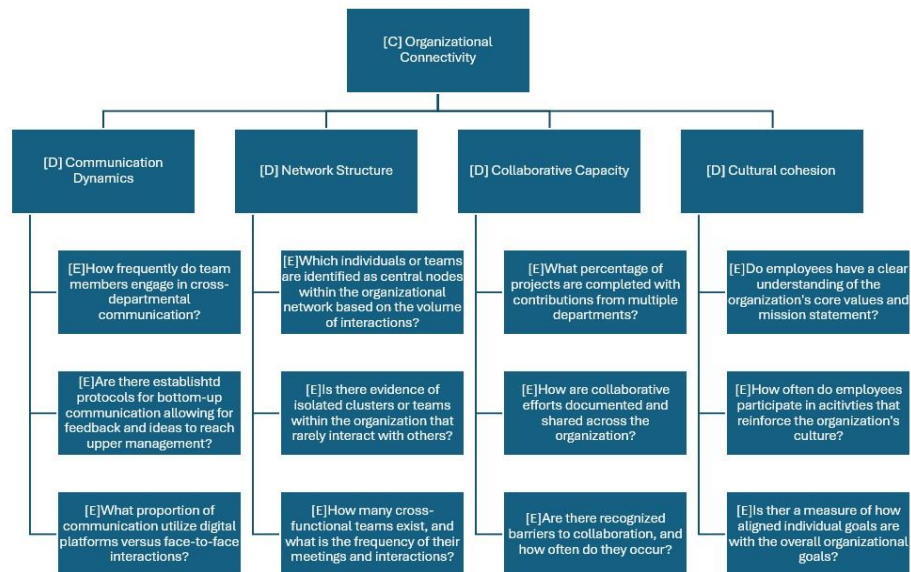 [C] Organizational
Connectivity
[D] Communication
Dynamics
[D] Network Structure
[D] Collaborative Capacity
[D] Cultural cohesion
[E]How frequently do team
members engage in cross-
departmental
communication?
[E]Which individuals or teams
are identified as central nodes
within the organizational
network based on the volume
of interactions?
[E]What percentage of
projects are completed with
contributions from multiple
departments?
[E]Do employees have a clear
understanding of the
organization's core values and
mission statement?
[E]Are there establishtd
protocols for bottom-up
communication allowing for
feedback and ideas to reach
upper management?
[E]Is there evidence of
isolated clusters or teams
within the organization that
rarely interact with others?
[E]How are collaborative
efforts documented and
shared across the
organization?
[E]How often do employees
participate in acitivties that
reinforce the organization's
culture?
[E]What proportion of
communication utilize digital
platforms versus face-to-face
interactions?
[E]How many cross-
functional teams exist, and
what is the frequency of their
meetings and interactions?
[E]Are there recognized
barriers to collaboration, and
how often do they occur?
[E]Is ther a measure of how
aligned individual goals are
with the overall organizational
goals?